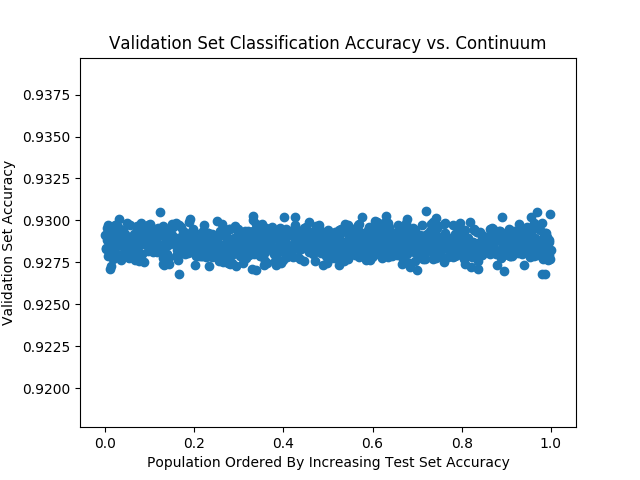 Validation Set Classification Accuracy vs. Continuum
Validation Set Accuracy
0.9375
0.9350
0.9325
0.9300
0.9275
0.9250
0.9225
0.9200
0.0 0.2 0.4 0.6 0.8 1.0
Population Ordered By Increasing Test Set Accuracy